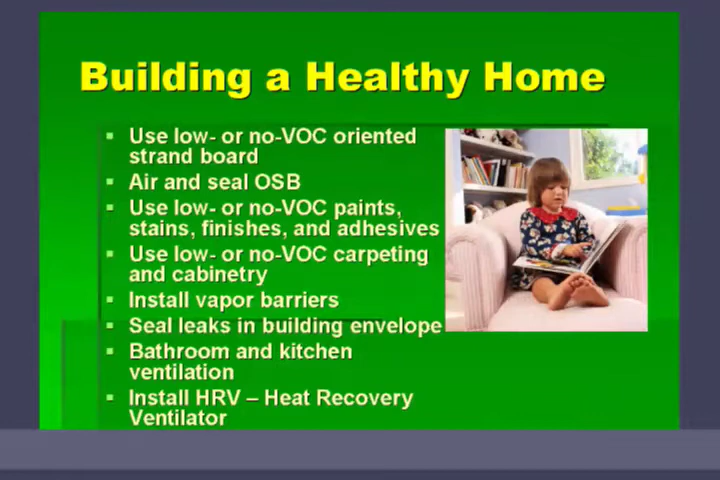 Building a Healthy Home
Use low- or no-VOC oriented
strand board
Air and seal OSB
Use low- or no-VOC paints,
stains, finishes, and adhesives
Use low- or no-VOC carpeting
and cabinetry
Install vapor barriers
Seal leaks in building envelope
Bathroom and kitchen
ventilation
Install HRV – Heat Recovery
Ventilator